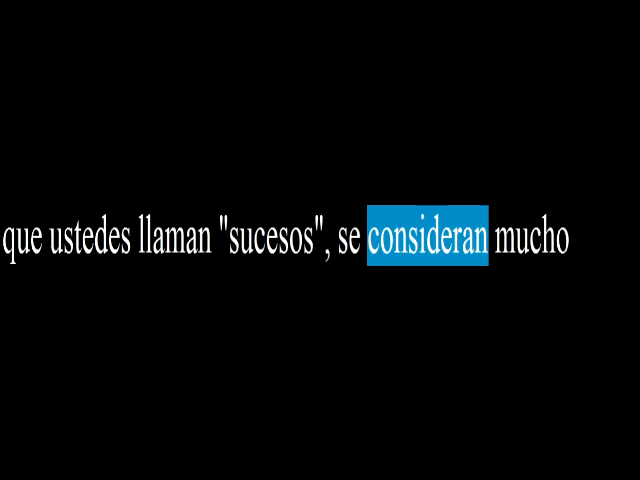 que ustedes llaman "sucesos", se consideran mucho